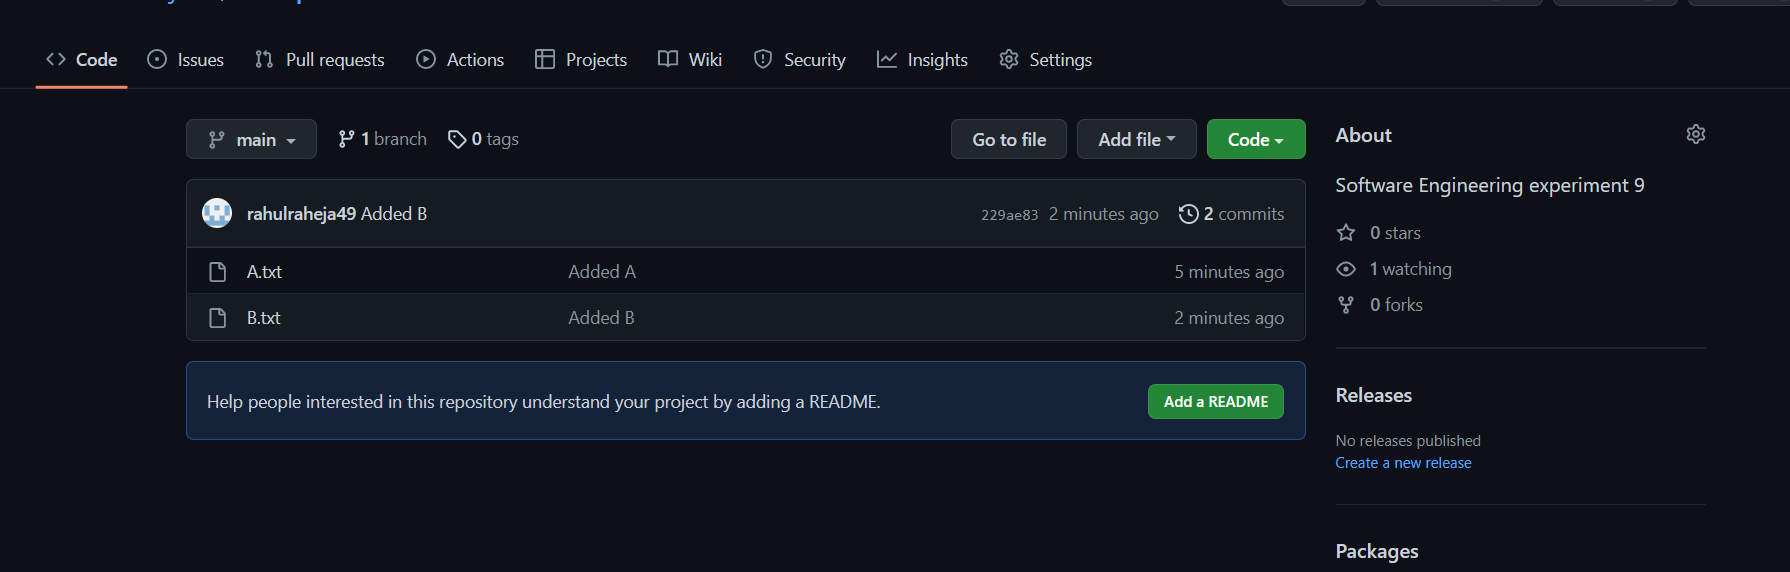 Code Issues Pull requests Actions Projects Wiki Security Insights Settings
main 1 branch 0 tags Go to file Add file Code
rahulraheja49 Added B 229ae83 2 minutes ago 2 commits
A.txt Added A 5 minutes ago
B.txt Added B 2 minutes ago
Help people interested in this repository understand your project by adding a README. Add a README
About
Software Engineering experiment 9
0 stars
1 watching
0 forks
Releases
No releases published
Create a new release
Packages